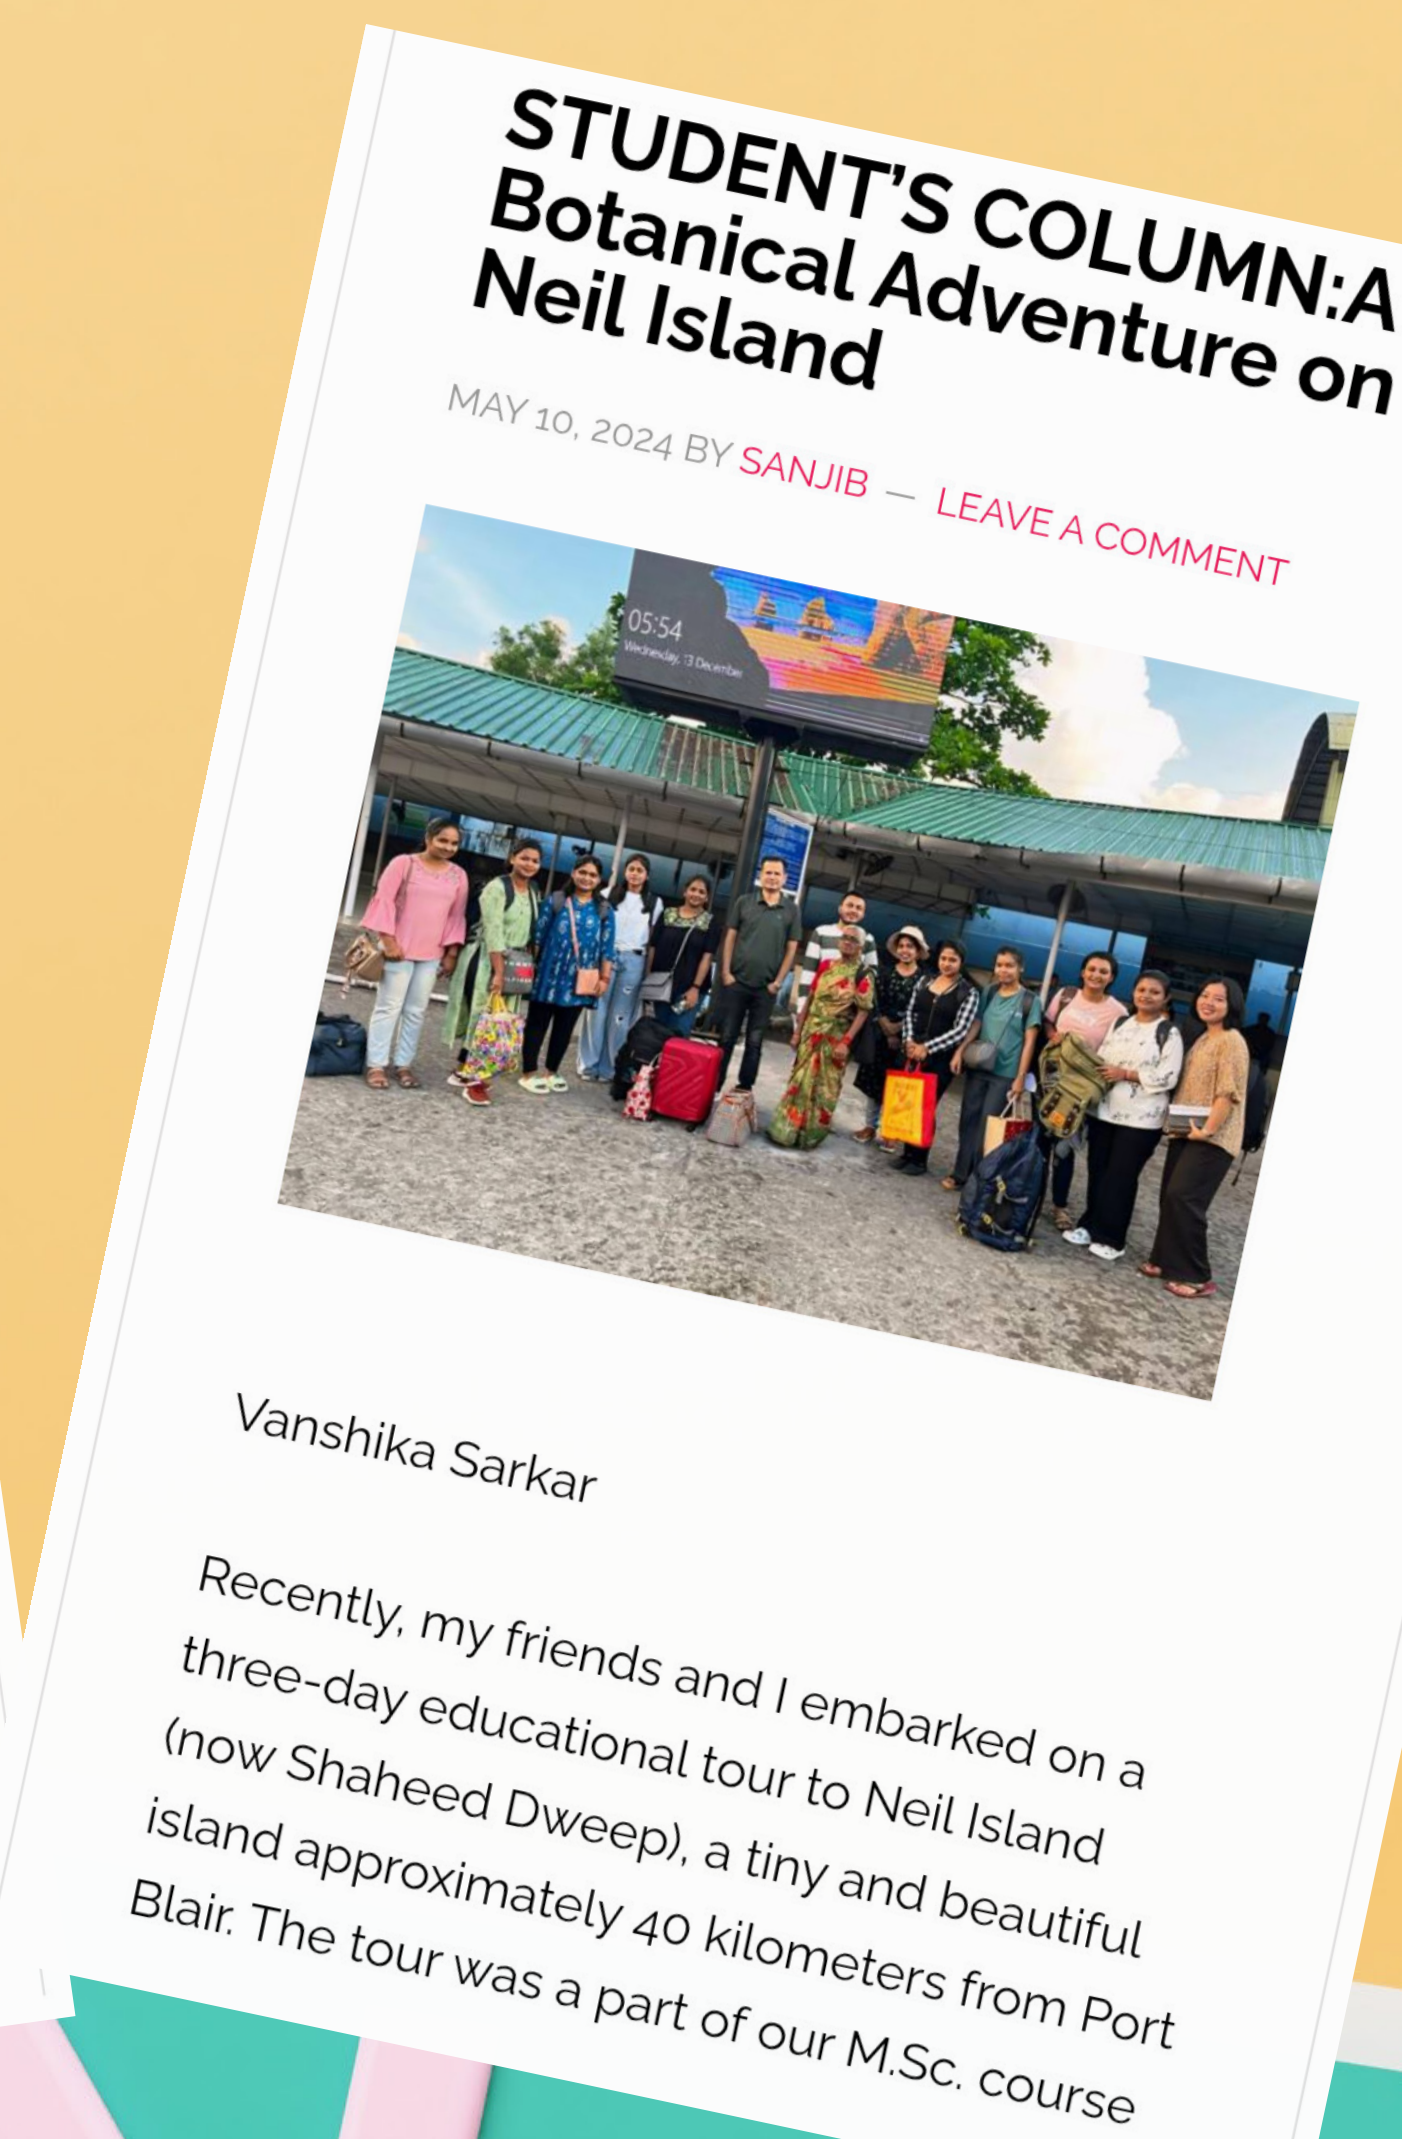 STUDENT’S COLUMN:A
Botanical Adventure on
Neil Island
MAY 10, 2024 BY SANJIB — LEAVE A COMMENT
05:54
Wednesday, 13 December
Vanshika Sarkar
Recently, my friends and I embarked on a
three-day educational tour to Neil Island
(now Shaheed Dweep), a tiny and beautiful
island approximately 40 kilometers from Port
Blair. The tour was a part of our M.Sc. course